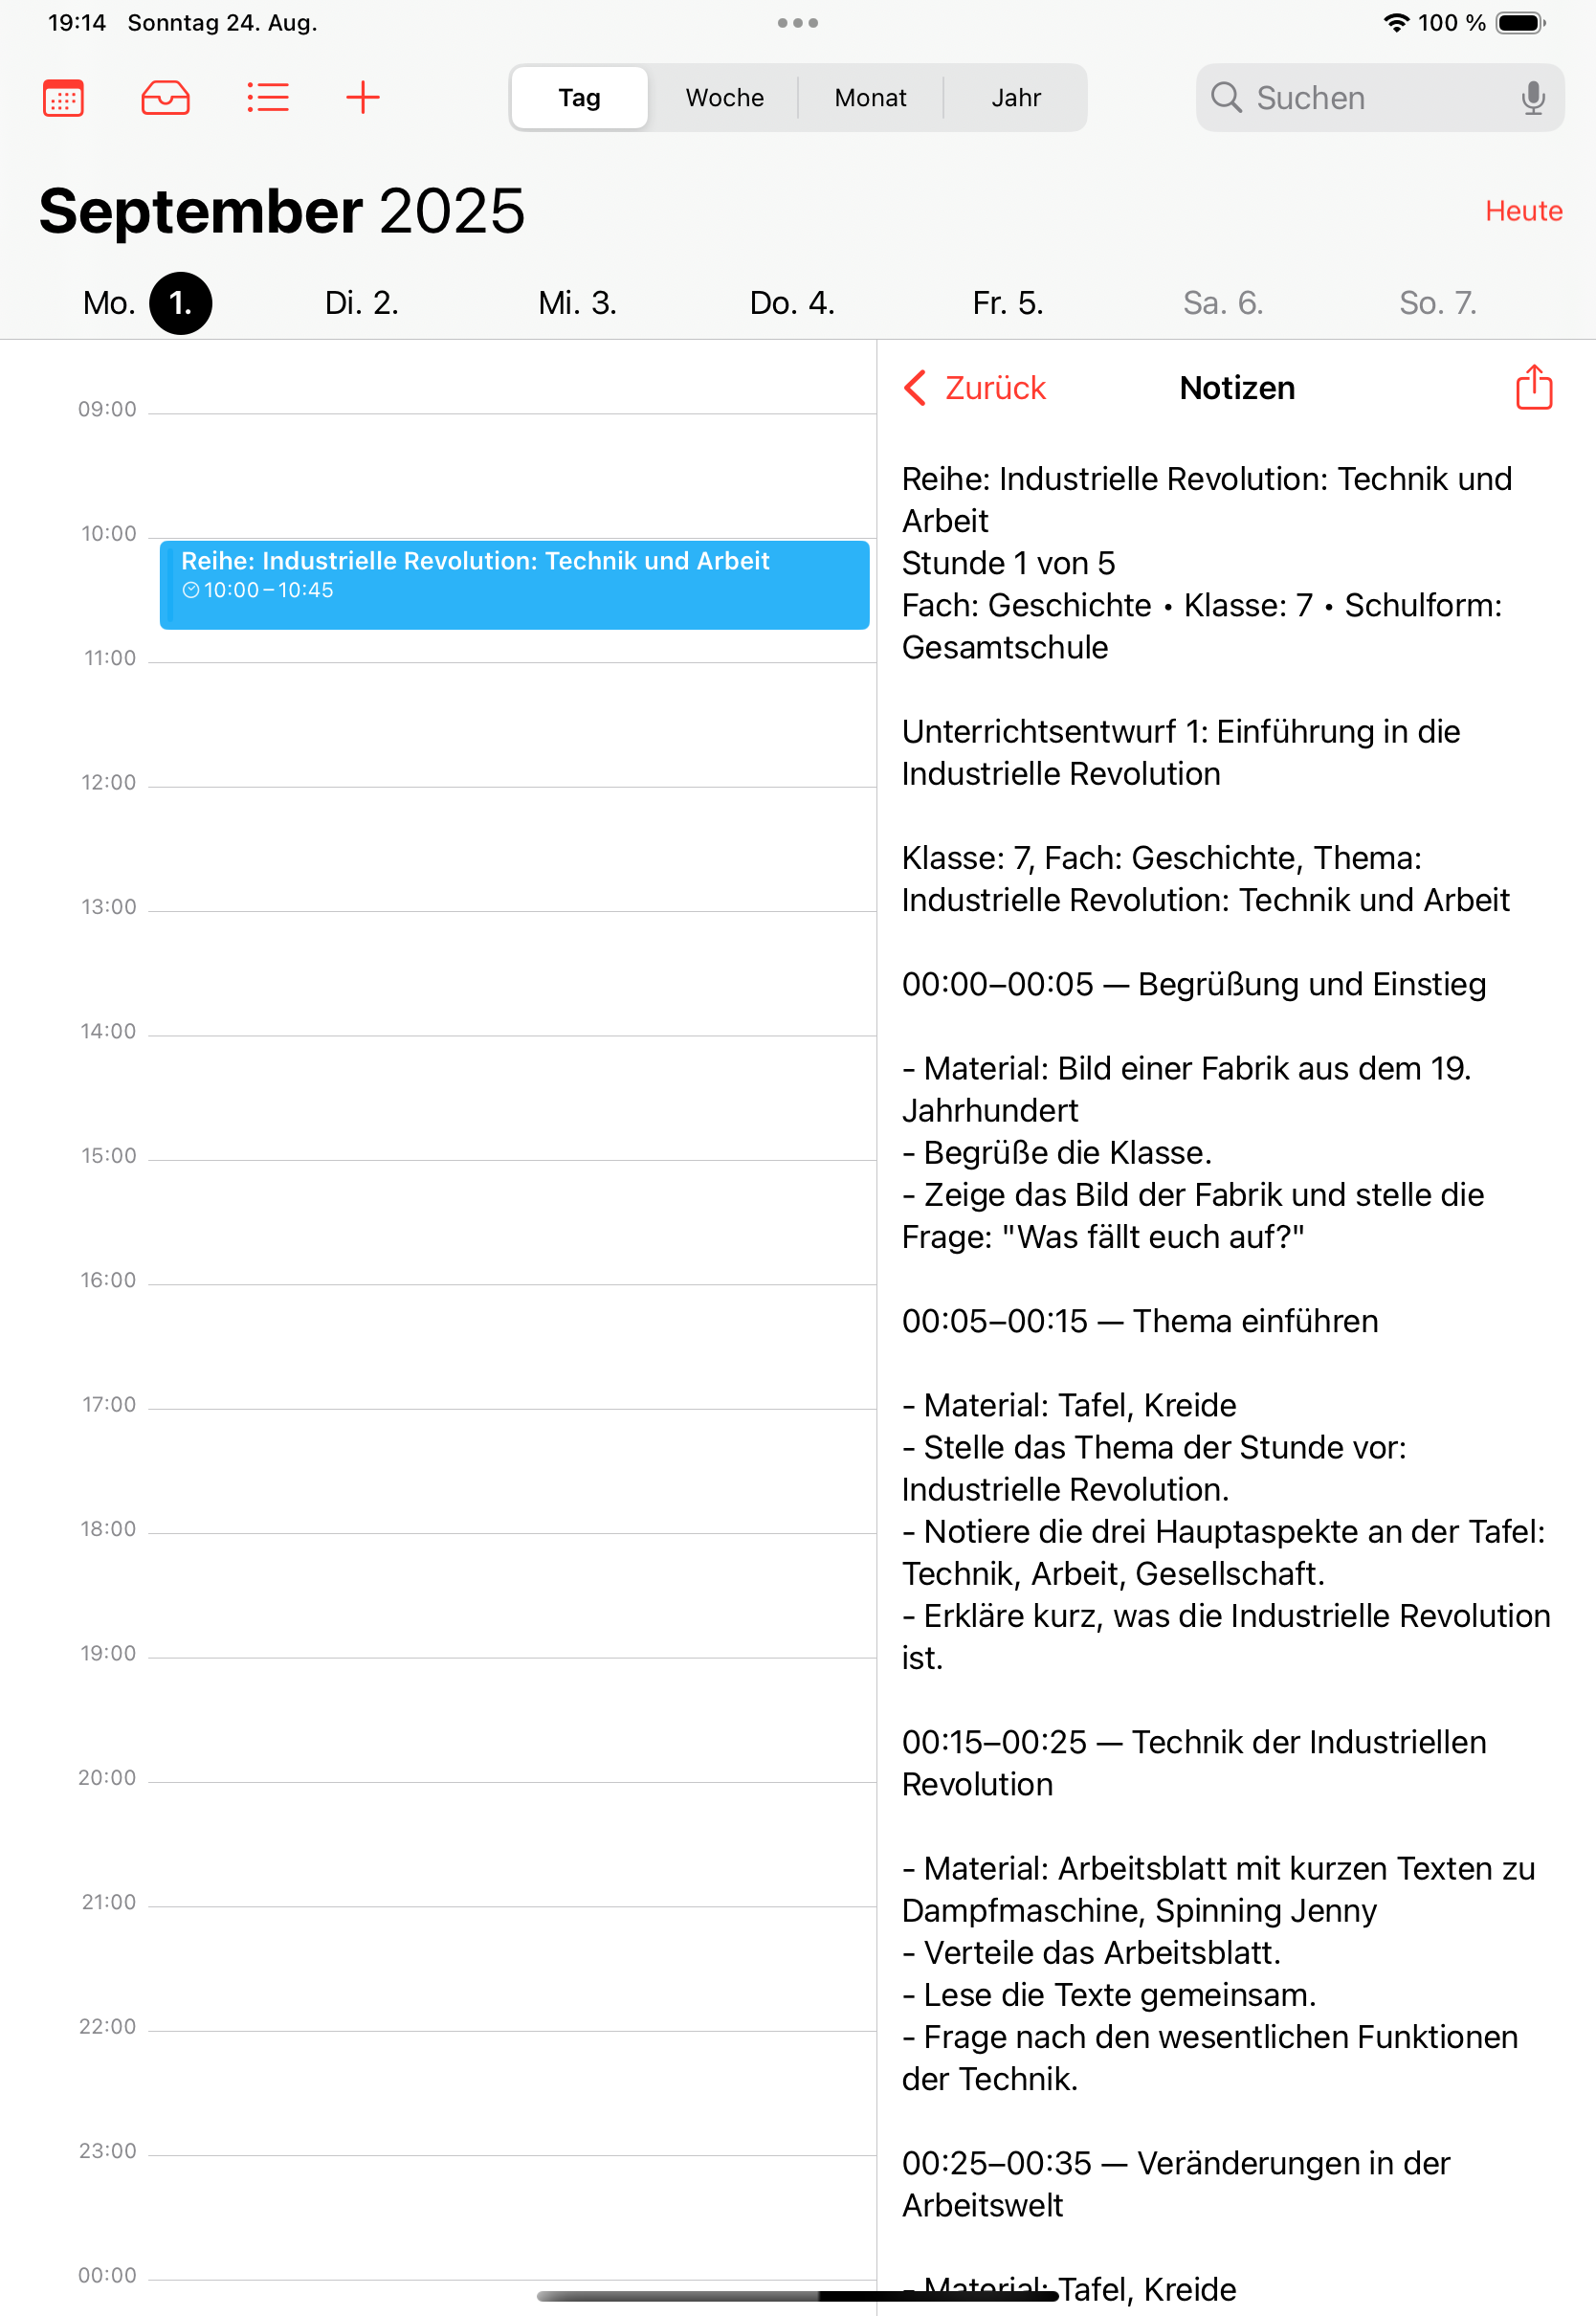 19:14 Sonntag 24. Aug.
100 %
Tag Woche Monat Jahr
Suchen
September 2025
Heute
Mo. 1. Di. 2. Mi. 3. Do. 4. Fr. 5. Sa. 6. So. 7.
09:00
10:00
Reihe: Industrielle Revolution: Technik und Arbeit
10:00 – 10:45
11:00
12:00
13:00
14:00
15:00
16:00
17:00
18:00
19:00
20:00
21:00
22:00
23:00
00:00
Zurück
Notizen
Reihe: Industrielle Revolution: Technik und
Arbeit
Stunde 1 von 5
Fach: Geschichte • Klasse: 7 • Schulform:
Gesamtschule
Unterrichtsentwurf 1: Einführung in die
Industrielle Revolution
Klasse: 7, Fach: Geschichte, Thema:
Industrielle Revolution: Technik und Arbeit
00:00–00:05 — Begrüßung und Einstieg
- Material: Bild einer Fabrik aus dem 19.
Jahrhundert
- Begrüße die Klasse.
- Zeige das Bild der Fabrik und stelle die
Frage: "Was fällt euch auf?"
00:05–00:15 — Thema einführen
- Material: Tafel, Kreide
- Stelle das Thema der Stunde vor:
Industrielle Revolution.
- Notiere die drei Hauptaspekte an der Tafel:
Technik, Arbeit, Gesellschaft.
- Erkläre kurz, was die Industrielle Revolution
ist.
00:15–00:25 — Technik der Industriellen
Revolution
- Material: Arbeitsblatt mit kurzen Texten zu
Dampfmaschine, Spinning Jenny
- Verteile das Arbeitsblatt.
- Lese die Texte gemeinsam.
- Frage nach den wesentlichen Funktionen
der Technik.
00:25–00:35 — Veränderungen in der
Arbeitswelt
- Material: Tafel, Kreide